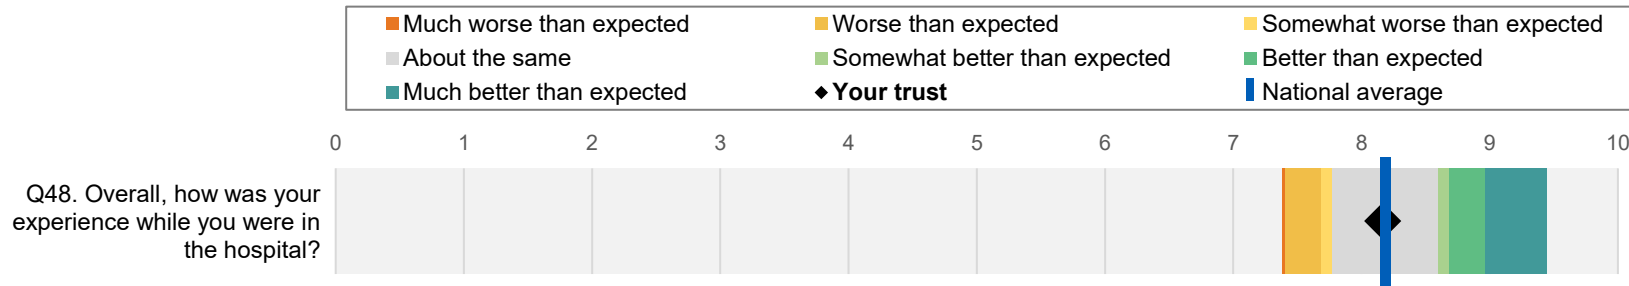 Much worse than expected Worse than expected Somewhat worse than expected
About the same Somewhat better than expected Better than expected
Much better than expected Your trust National average
0 1 2 3 4 5 6 7 8 9 10
Q48. Overall, how was your
experience while you were in
the hospital?